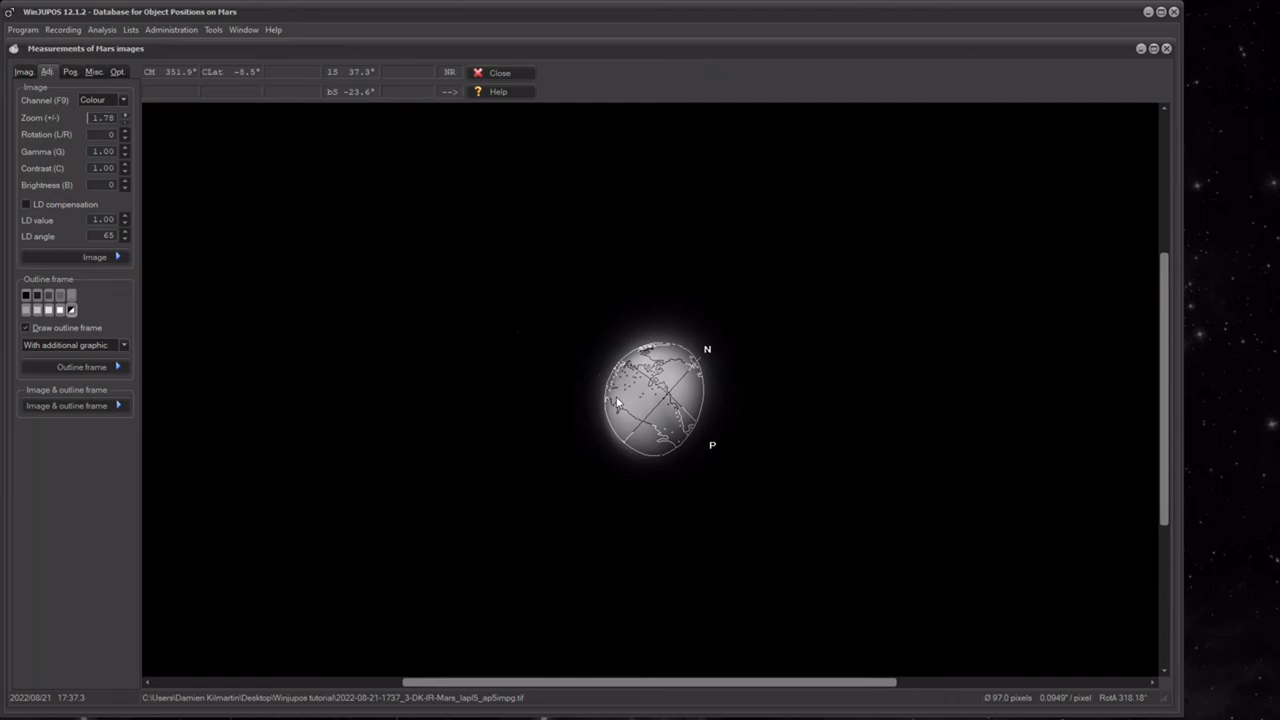 WinJUPOS 12.1.2 - Database for Object Positions on Mars
Program Recording Analysis Lists Administration Tools Window Help
Measurements of Mars images
Imag. Adj. Pos. Misc. Opt. CM 351.9° CLat -8.5° lS 37.3° NR Close
bS -23.6° --> Help
Image
Channel (F9) Colour
Zoom (+/-) 1.78
Rotation (L/R) 0
Gamma (G) 1.00
Contrast (C) 1.00
Brightness (B) 0
LD compensation
LD value 1.00
LD angle 65
Image
Outline frame
Draw outline frame
With additional graphic
Outline frame
Image & outline frame
Image & outline frame
N
P
2022/08/21 17:37.3 C:\Users\Damien Kilmartin\Desktop\Winjupos tutorial\2022-08-21-1737_3-DK-IR-Mars_lapl5_ap5impg.tif Ø 97.0 pixels 0.0949" / pixel RotA 318.18°